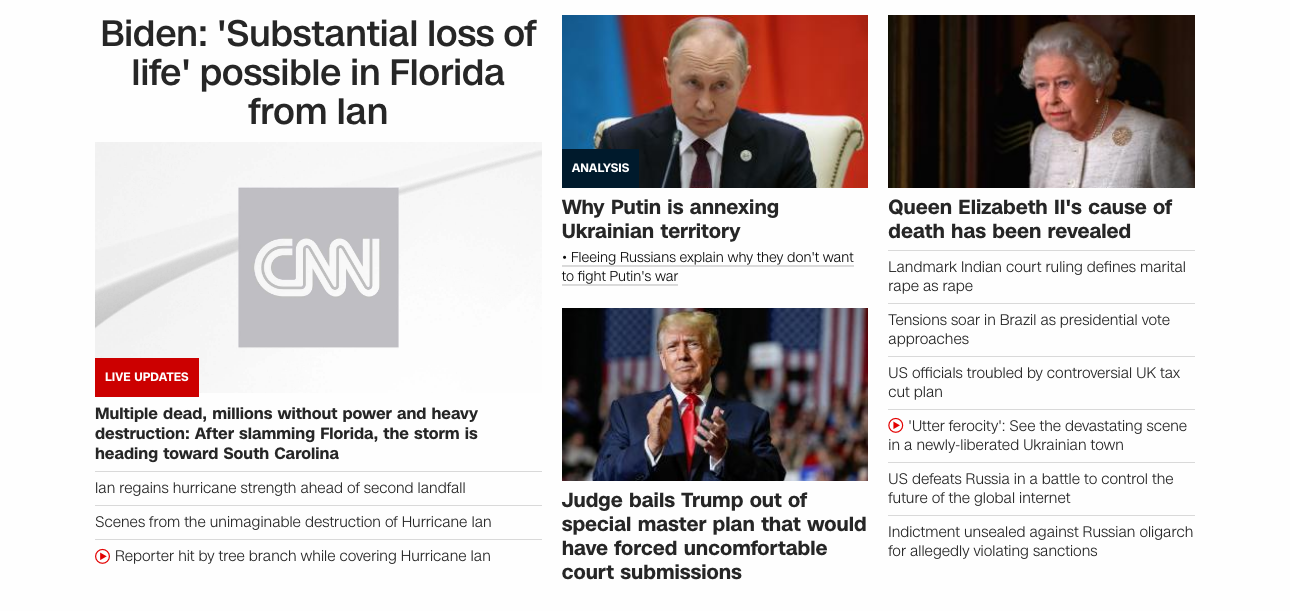 Biden: 'Substantial loss of
life' possible in Florida
from Ian
CNN
LIVE UPDATES
Multiple dead, millions without power and heavy
destruction: After slamming Florida, the storm is
heading toward South Carolina
Ian regains hurricane strength ahead of second landfall
Scenes from the unimaginable destruction of Hurricane Ian
Reporter hit by tree branch while covering Hurricane Ian
ANALYSIS
Why Putin is annexing
Ukrainian territory
• Fleeing Russians explain why they don't want
to fight Putin's war
Judge bails Trump out of
special master plan that would
have forced uncomfortable
court submissions
Queen Elizabeth II's cause of
death has been revealed
Landmark Indian court ruling defines marital
rape as rape
Tensions soar in Brazil as presidential vote
approaches
US officials troubled by controversial UK tax
cut plan
'Utter ferocity': See the devastating scene
in a newly-liberated Ukrainian town
US defeats Russia in a battle to control the
future of the global internet
Indictment unsealed against Russian oligarch
for allegedly violating sanctions